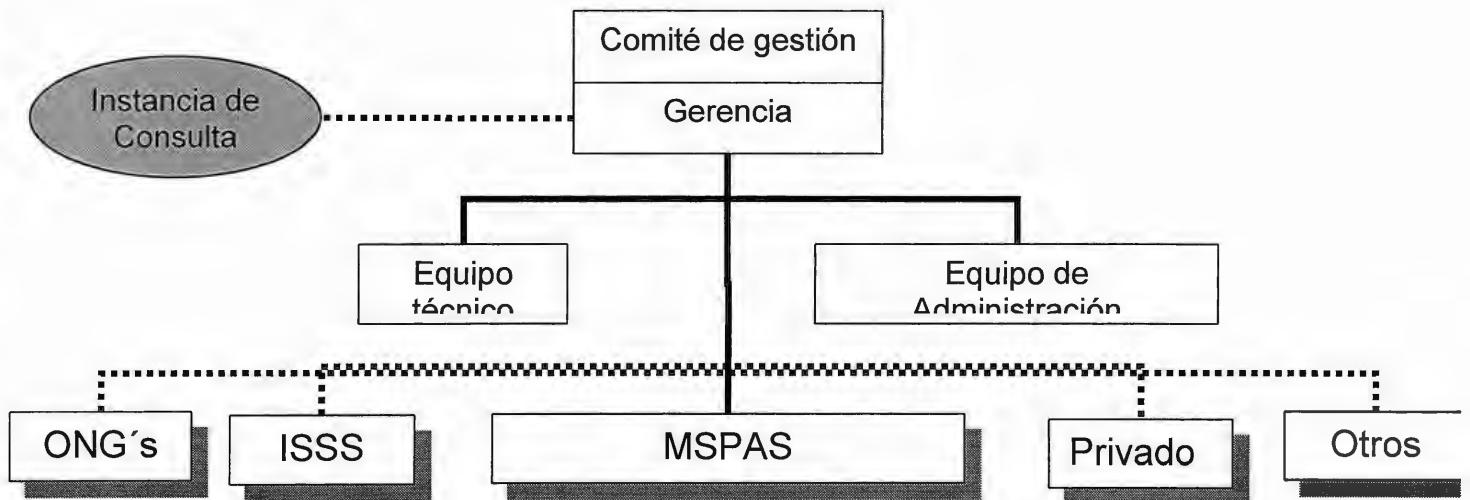 Comité de gestión
Gerencia
Instancia de
Consulta
Equipo
técnico
Equipo de
Administración
ONG´s
ISSS
MSPAS
Privado
Otros